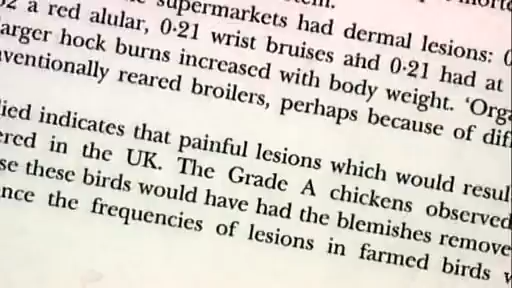 supermarkets had dermal lesions:
a red alular, 0·21 wrist bruises and 0·21 had at
arger hock burns increased with body weight. 'Orga
ventionally reared broilers, perhaps because of dif
ied indicates that painful lesions which would resul
ered in the UK. The Grade A chickens observed
se these birds would have had the blemishes remove
nce the frequencies of lesions in farmed birds